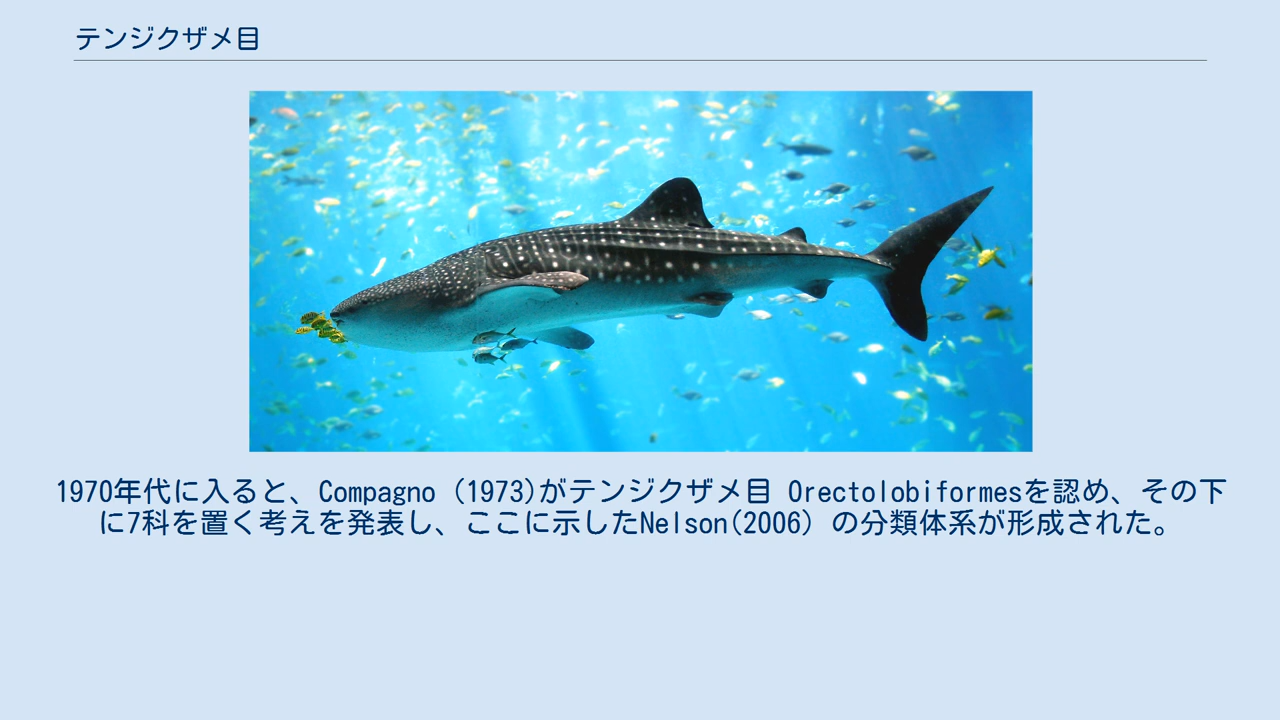 テンジクザメ目
1970年代に入ると、Compagno (1973)がテンジクザメ目 Orectolobiformesを認め、その下
に7科を置く考えを発表し、ここに示したNelson(2006) の分類体系が形成された。